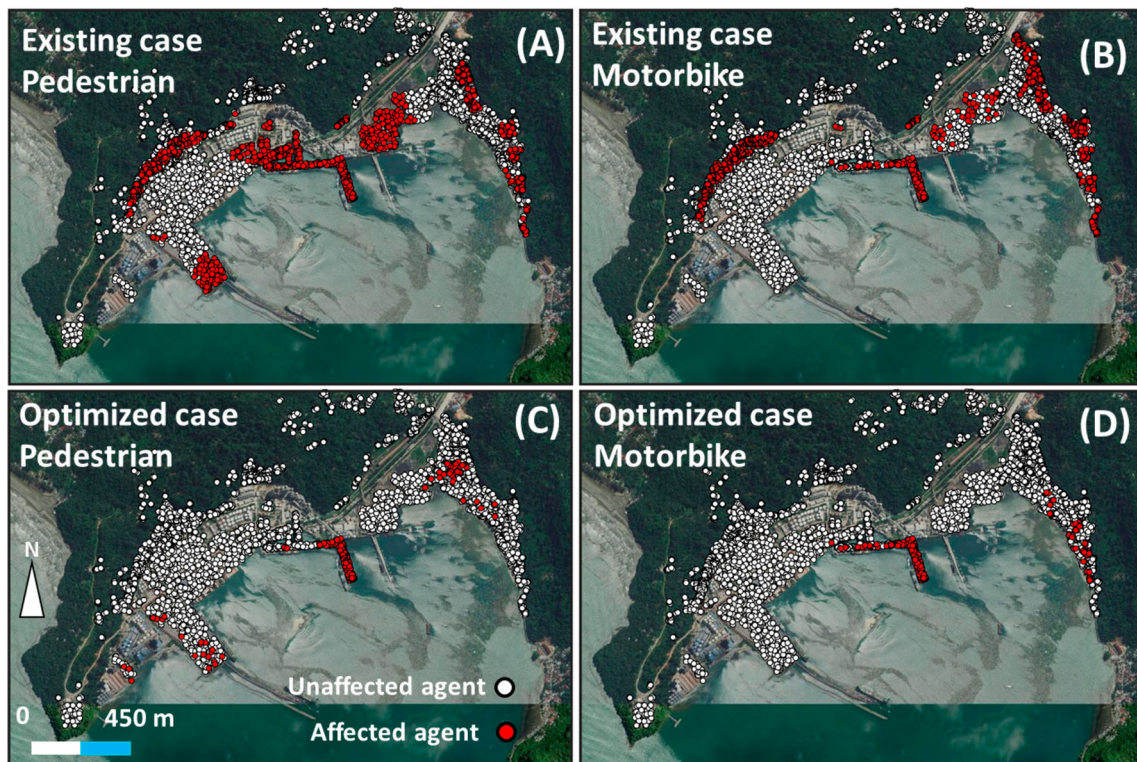 Existing case
Pedestrian
(A)
Existing case
Motorbike
(B)
Optimized case
Pedestrian
(C)
N
Unaffected agent
Affected agent
0
450 m
Optimized case
Motorbike
(D)